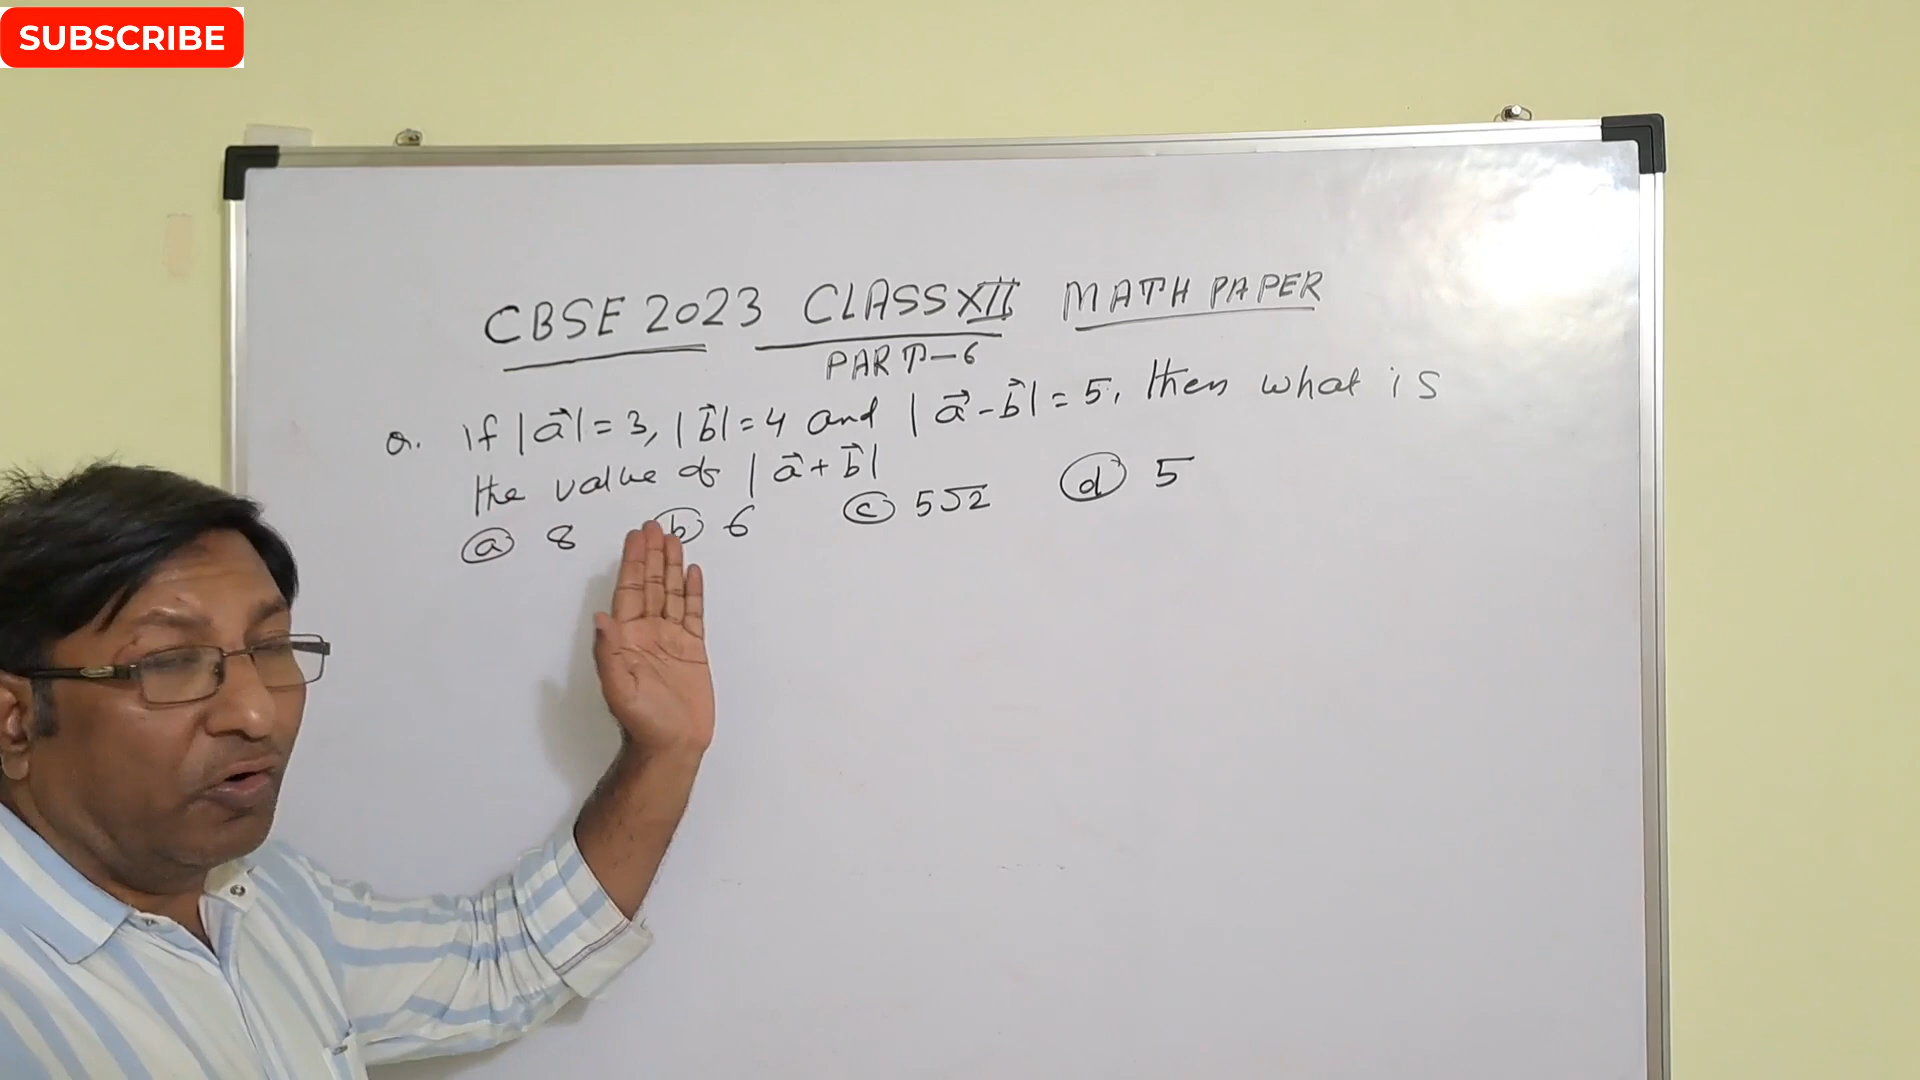 SUBSCRIBE
CBSE 2023 CLASS XII MATH PAPER
PART-6
Q. If |a⃗| = 3, |b⃗| = 4 and |a⃗ - b⃗| = 5, then what is
the value of |a⃗ + b⃗|
ⓐ 8 ⓑ 6 ⓒ 5√2 ⓓ 5